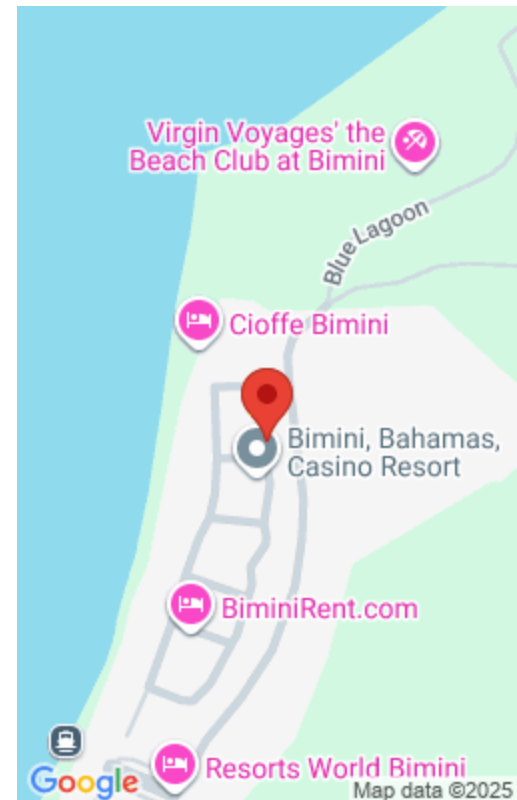 Virgin Voyages' the
Beach Club at Bimini
Blue Lagoon
Cioffe Bimini
Bimini, Bahamas,
Casino Resort
BiminiRent.com
Resorts World Bimini
Google
Map data ©2025